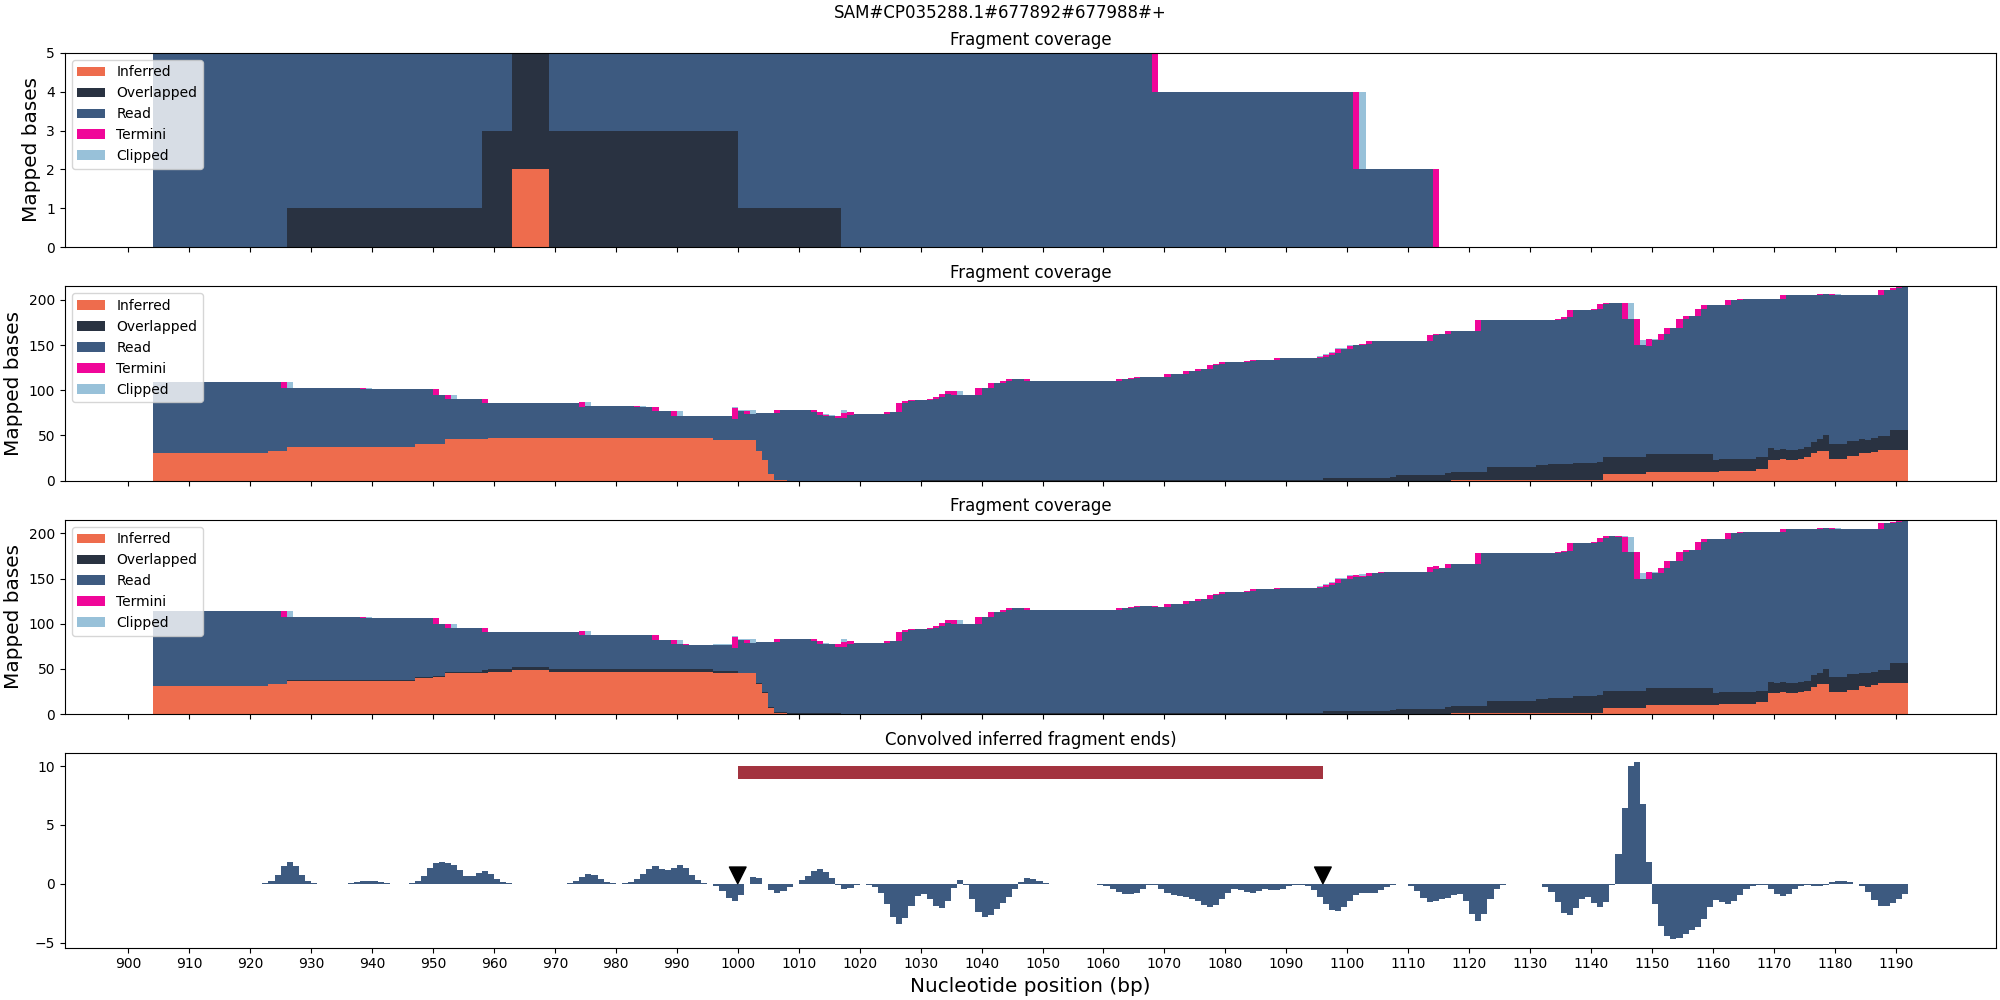 SAM#CP035288.1#677892#677988#+
Fragment coverage
Mapped bases
5
4
3
2
1
0
Inferred
Overlapped
Read
Termini
Clipped
Fragment coverage
Mapped bases
200
150
100
50
0
Inferred
Overlapped
Read
Termini
Clipped
Fragment coverage
Mapped bases
200
150
100
50
0
Inferred
Overlapped
Read
Termini
Clipped
Convolved inferred fragment ends)
10
5
0
−5
900 910 920 930 940 950 960 970 980 990 1000 1010 1020 1030 1040 1050 1060 1070 1080 1090 1100 1110 1120 1130 1140 1150 1160 1170 1180 1190
Nucleotide position (bp)